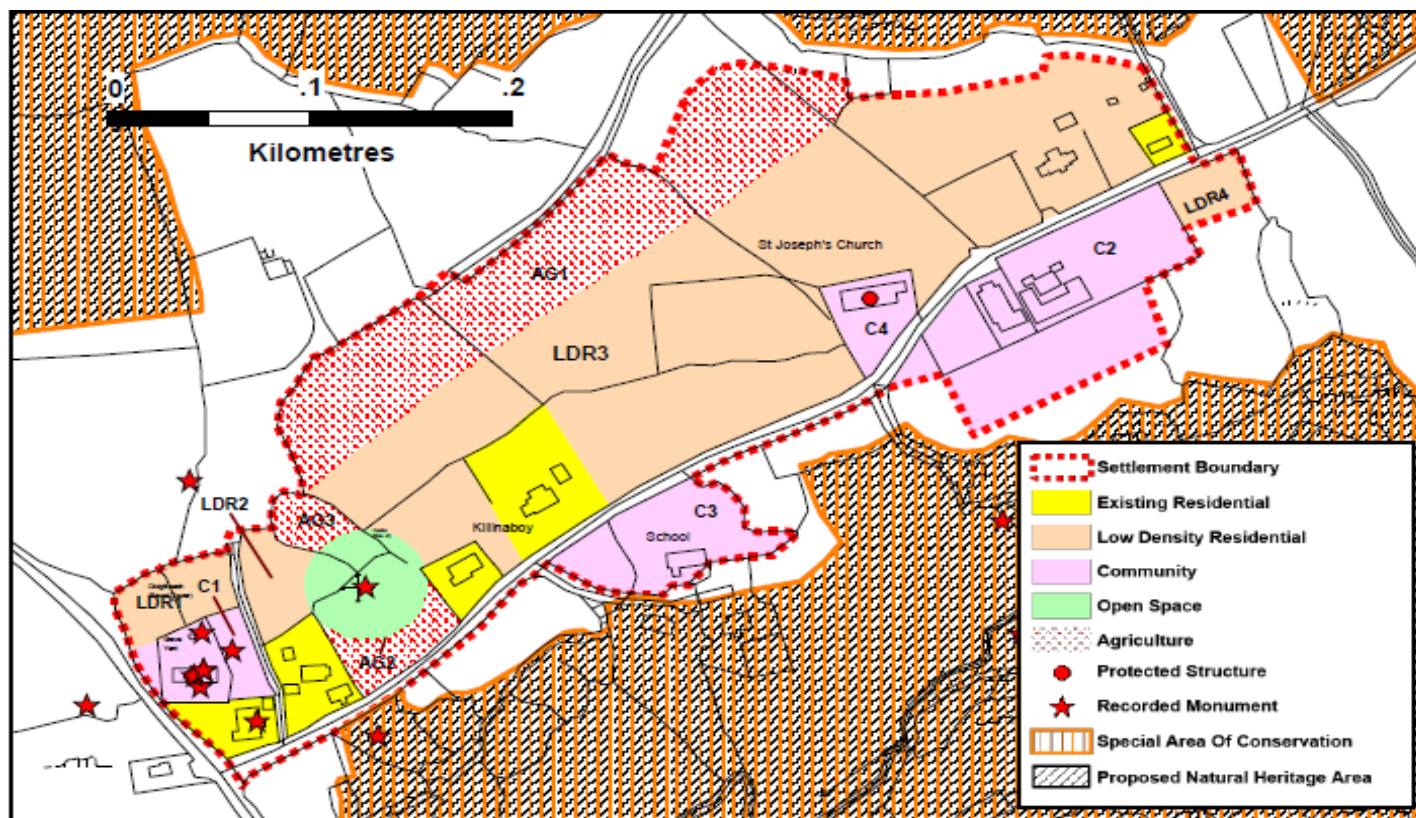 0 .1 .2
Kilometres
St Joseph's Church
LDR4
C2
AG1
C4
LDR3
LDR2
AG3
Killinaboy
C3
School
C1
LDR1
AG2
Settlement Boundary
Existing Residential
Low Density Residential
Community
Open Space
Agriculture
Protected Structure
Recorded Monument
Special Area Of Conservation
Proposed Natural Heritage Area